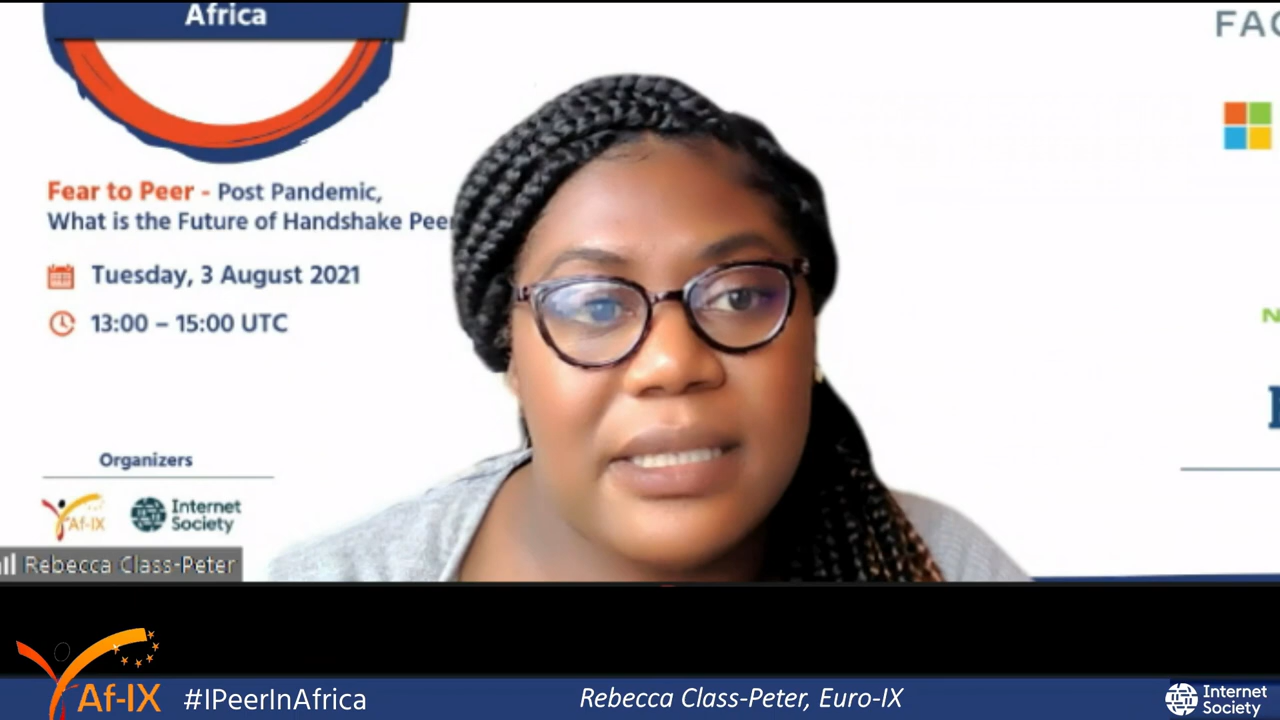 Africa
FAC
Fear to Peer - Post Pandemic,
What is the Future of Handshake Peer
Tuesday, 3 August 2021
13:00 – 15:00 UTC
Organizers
Af-IX
Internet
Society
Rebecca Class-Peter
Af-IX
#IPeerInAfrica
Rebecca Class-Peter, Euro-IX
Internet
Society